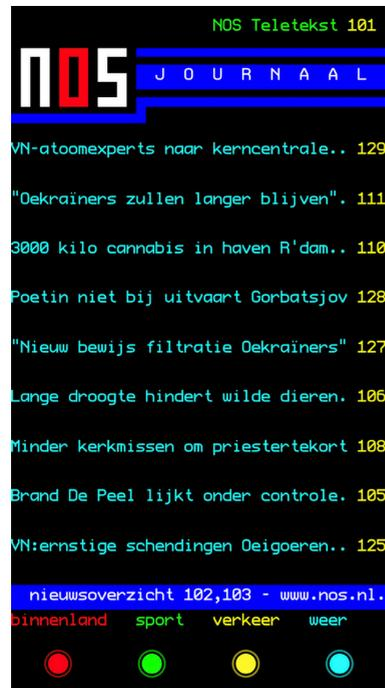 NOS Teletekst 101
NOS
JOURNAAL
VN-atoomexperts naar kerncentrale.. 129
"Oekraïners zullen langer blijven". 111
3000 kilo cannabis in haven R'dam.. 110
Poetin niet bij uitvaart Gorbatsjov 128
"Nieuw bewijs filtratie Oekraïners" 127
Lange droogte hindert wilde dieren. 106
Minder kerkmissen om priestertekort 108
Brand De Peel lijkt onder controle. 105
VN:ernstige schendingen Oeigoeren.. 125
nieuwsoverzicht 102,103 - www.nos.nl.
binnenland sport verkeer weer